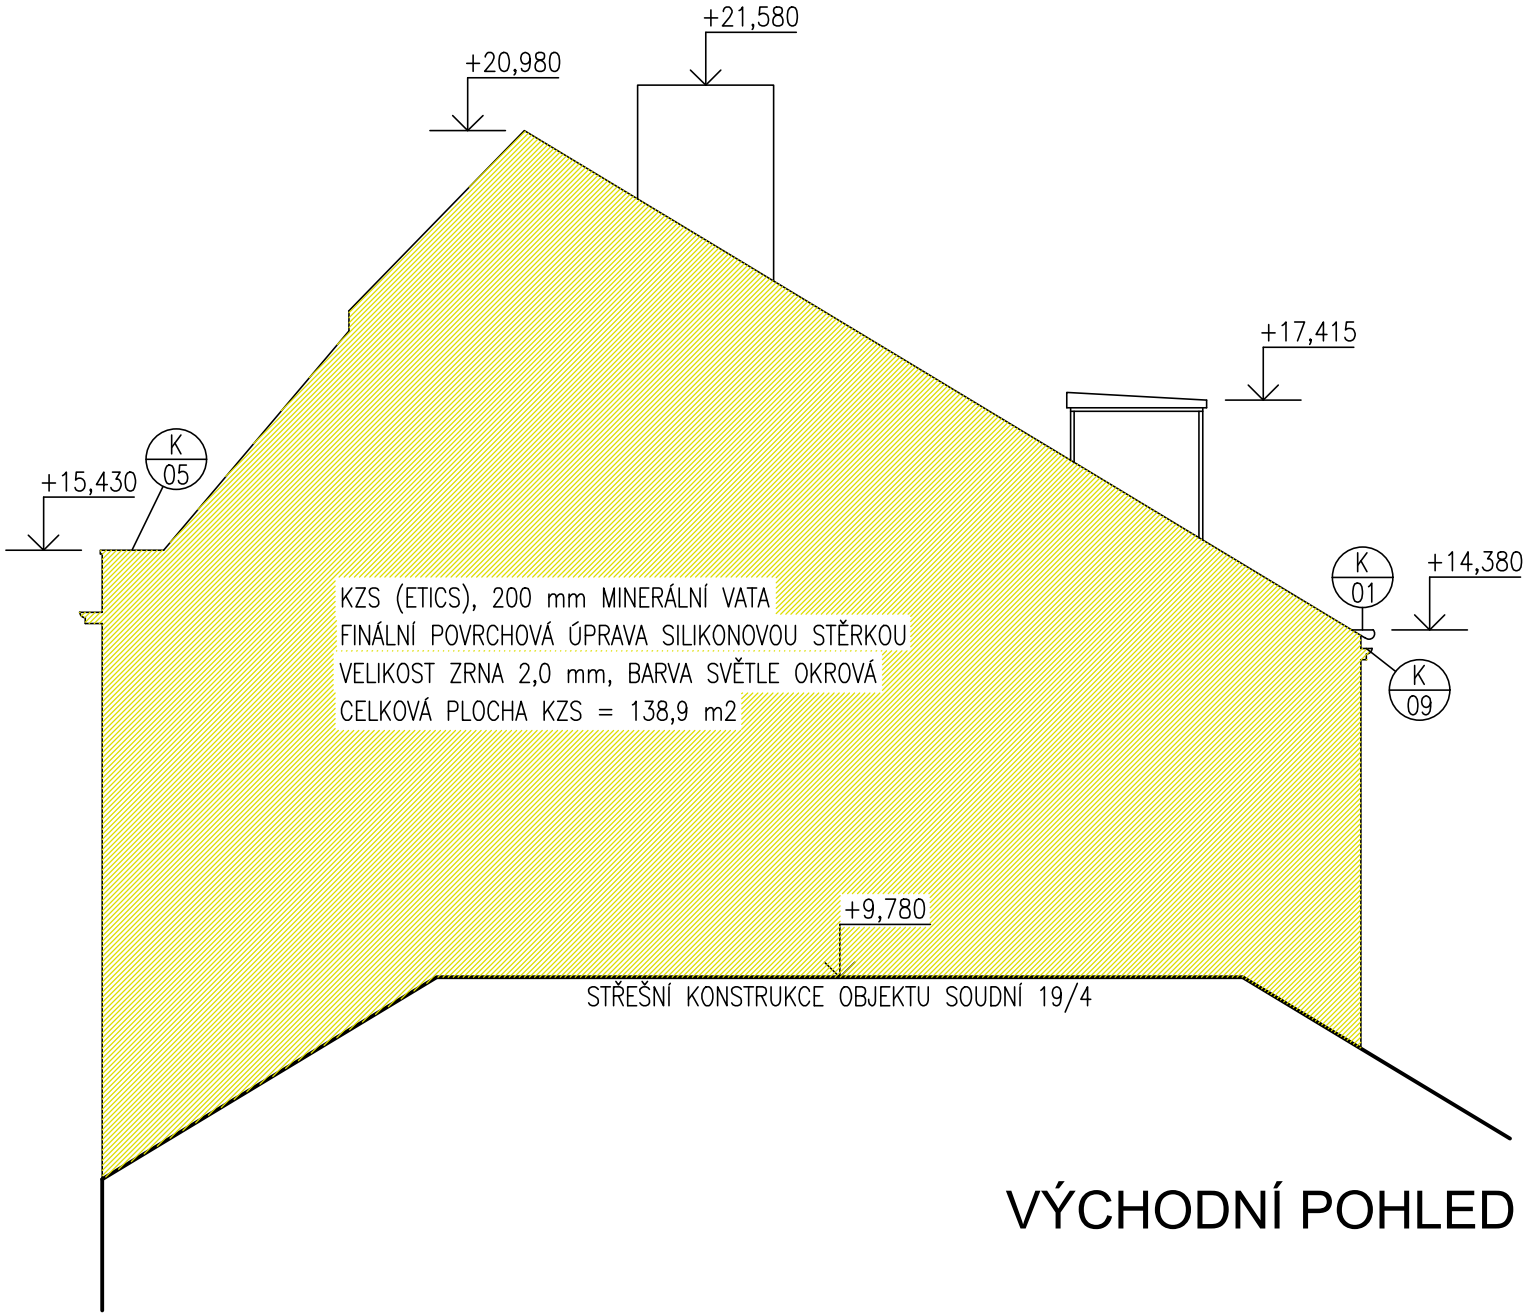 +21,580
+20,980
+17,415
K
05
+15,430
K
01
+14,380
KZS (ETICS), 200 mm MINERÁLNÍ VATA
FINÁLNÍ POVRCHOVÁ ÚPRAVA SILIKONOVOU STĚRKOU
VELIKOST ZRNA 2,0 mm, BARVA SVĚTLE OKROVÁ
CELKOVÁ PLOCHA KZS = 138,9 m2
K
09
+9,780
STŘEŠNÍ KONSTRUKCE OBJEKTU SOUDNÍ 19/4
VÝCHODNÍ POHLED